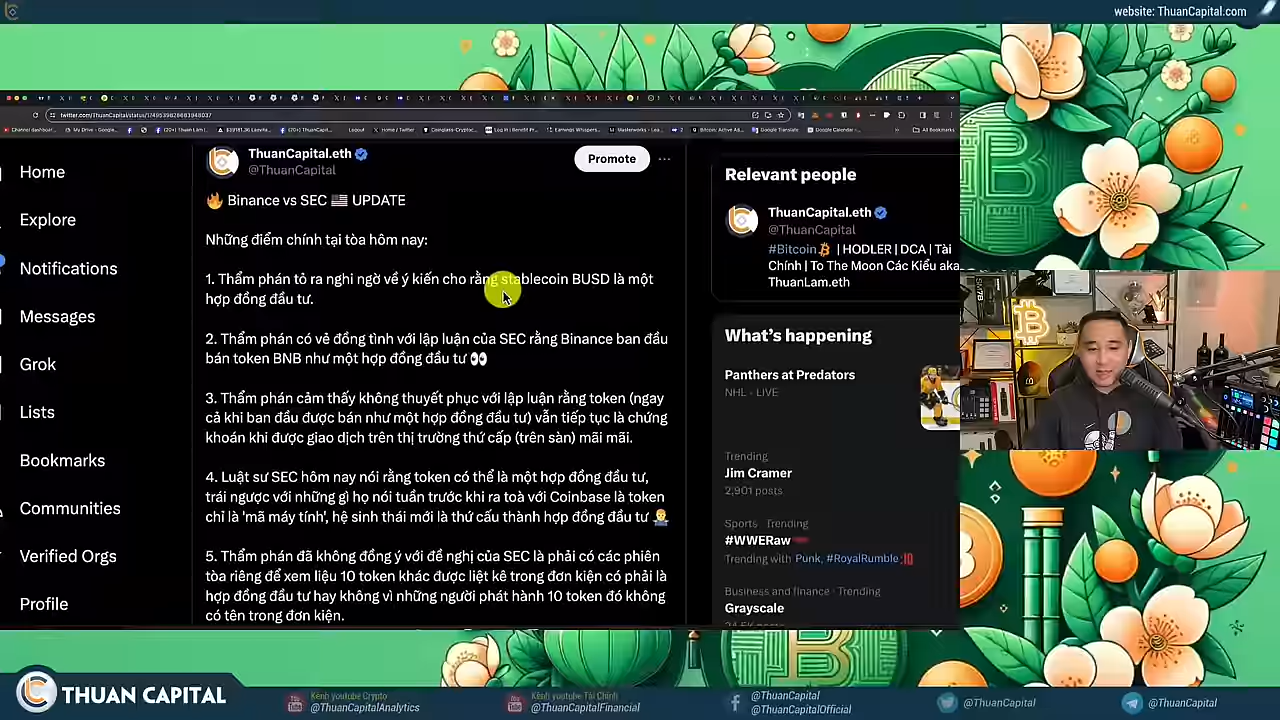 website: ThuanCapital.com
twitter.com/ThuanCapital/status/1749539828693948037
All Bookmarks
Home
Explore
Notifications
Messages
Grok
Lists
Bookmarks
Communities
Verified Orgs
Profile
ThuanCapital.eth
@ThuanCapital
Promote
🔥 Binance vs SEC 🇺🇸 UPDATE
Những điểm chính tại tòa hôm nay:
1. Thẩm phán tỏ ra nghi ngờ về ý kiến cho rằng stablecoin BUSD là một
hợp đồng đầu tư.
2. Thẩm phán có vẻ đồng tình với lập luận của SEC rằng Binance ban đầu
bán token BNB như một hợp đồng đầu tư 👀
3. Thẩm phán cảm thấy không thuyết phục với lập luận rằng token (ngay
cả khi ban đầu được bán như một hợp đồng đầu tư) vẫn tiếp tục là chứng
khoán khi được giao dịch trên thị trường thứ cấp (trên sàn) mãi mãi.
4. Luật sư SEC hôm nay nói rằng token có thể là một hợp đồng đầu tư,
trái ngược với những gì họ nói tuần trước khi ra toà với Coinbase là token
chỉ là 'mã máy tính', hệ sinh thái mới là thứ cấu thành hợp đồng đầu tư
5. Thẩm phán đã không đồng ý với đề nghị của SEC là phải có các phiên
tòa riêng để xem liệu 10 token khác được liệt kê trong đơn kiện có phải là
hợp đồng đầu tư hay không vì những người phát hành 10 token đó không
có tên trong đơn kiện.
Relevant people
ThuanCapital.eth
@ThuanCapital
#Bitcoin | HODLER | DCA | Tài
Chính | To The Moon Các Kiểu aka
ThuanLam.eth
What's happening
Panthers at Predators
NHL · LIVE
Trending
Jim Cramer
2,901 posts
Sports · Trending
#WWERaw
Trending with Punk, #RoyalRumble
Business and finance · Trending
Grayscale
THUAN CAPITAL
Kênh youtube Crypto
@ThuanCapitalAnalytics
Kênh youtube Tài Chính
@ThuanCapitalFinancial
@ThuanCapital
@ThuanCapitalOfficial
@ThuanCapital
@ThuanCapital